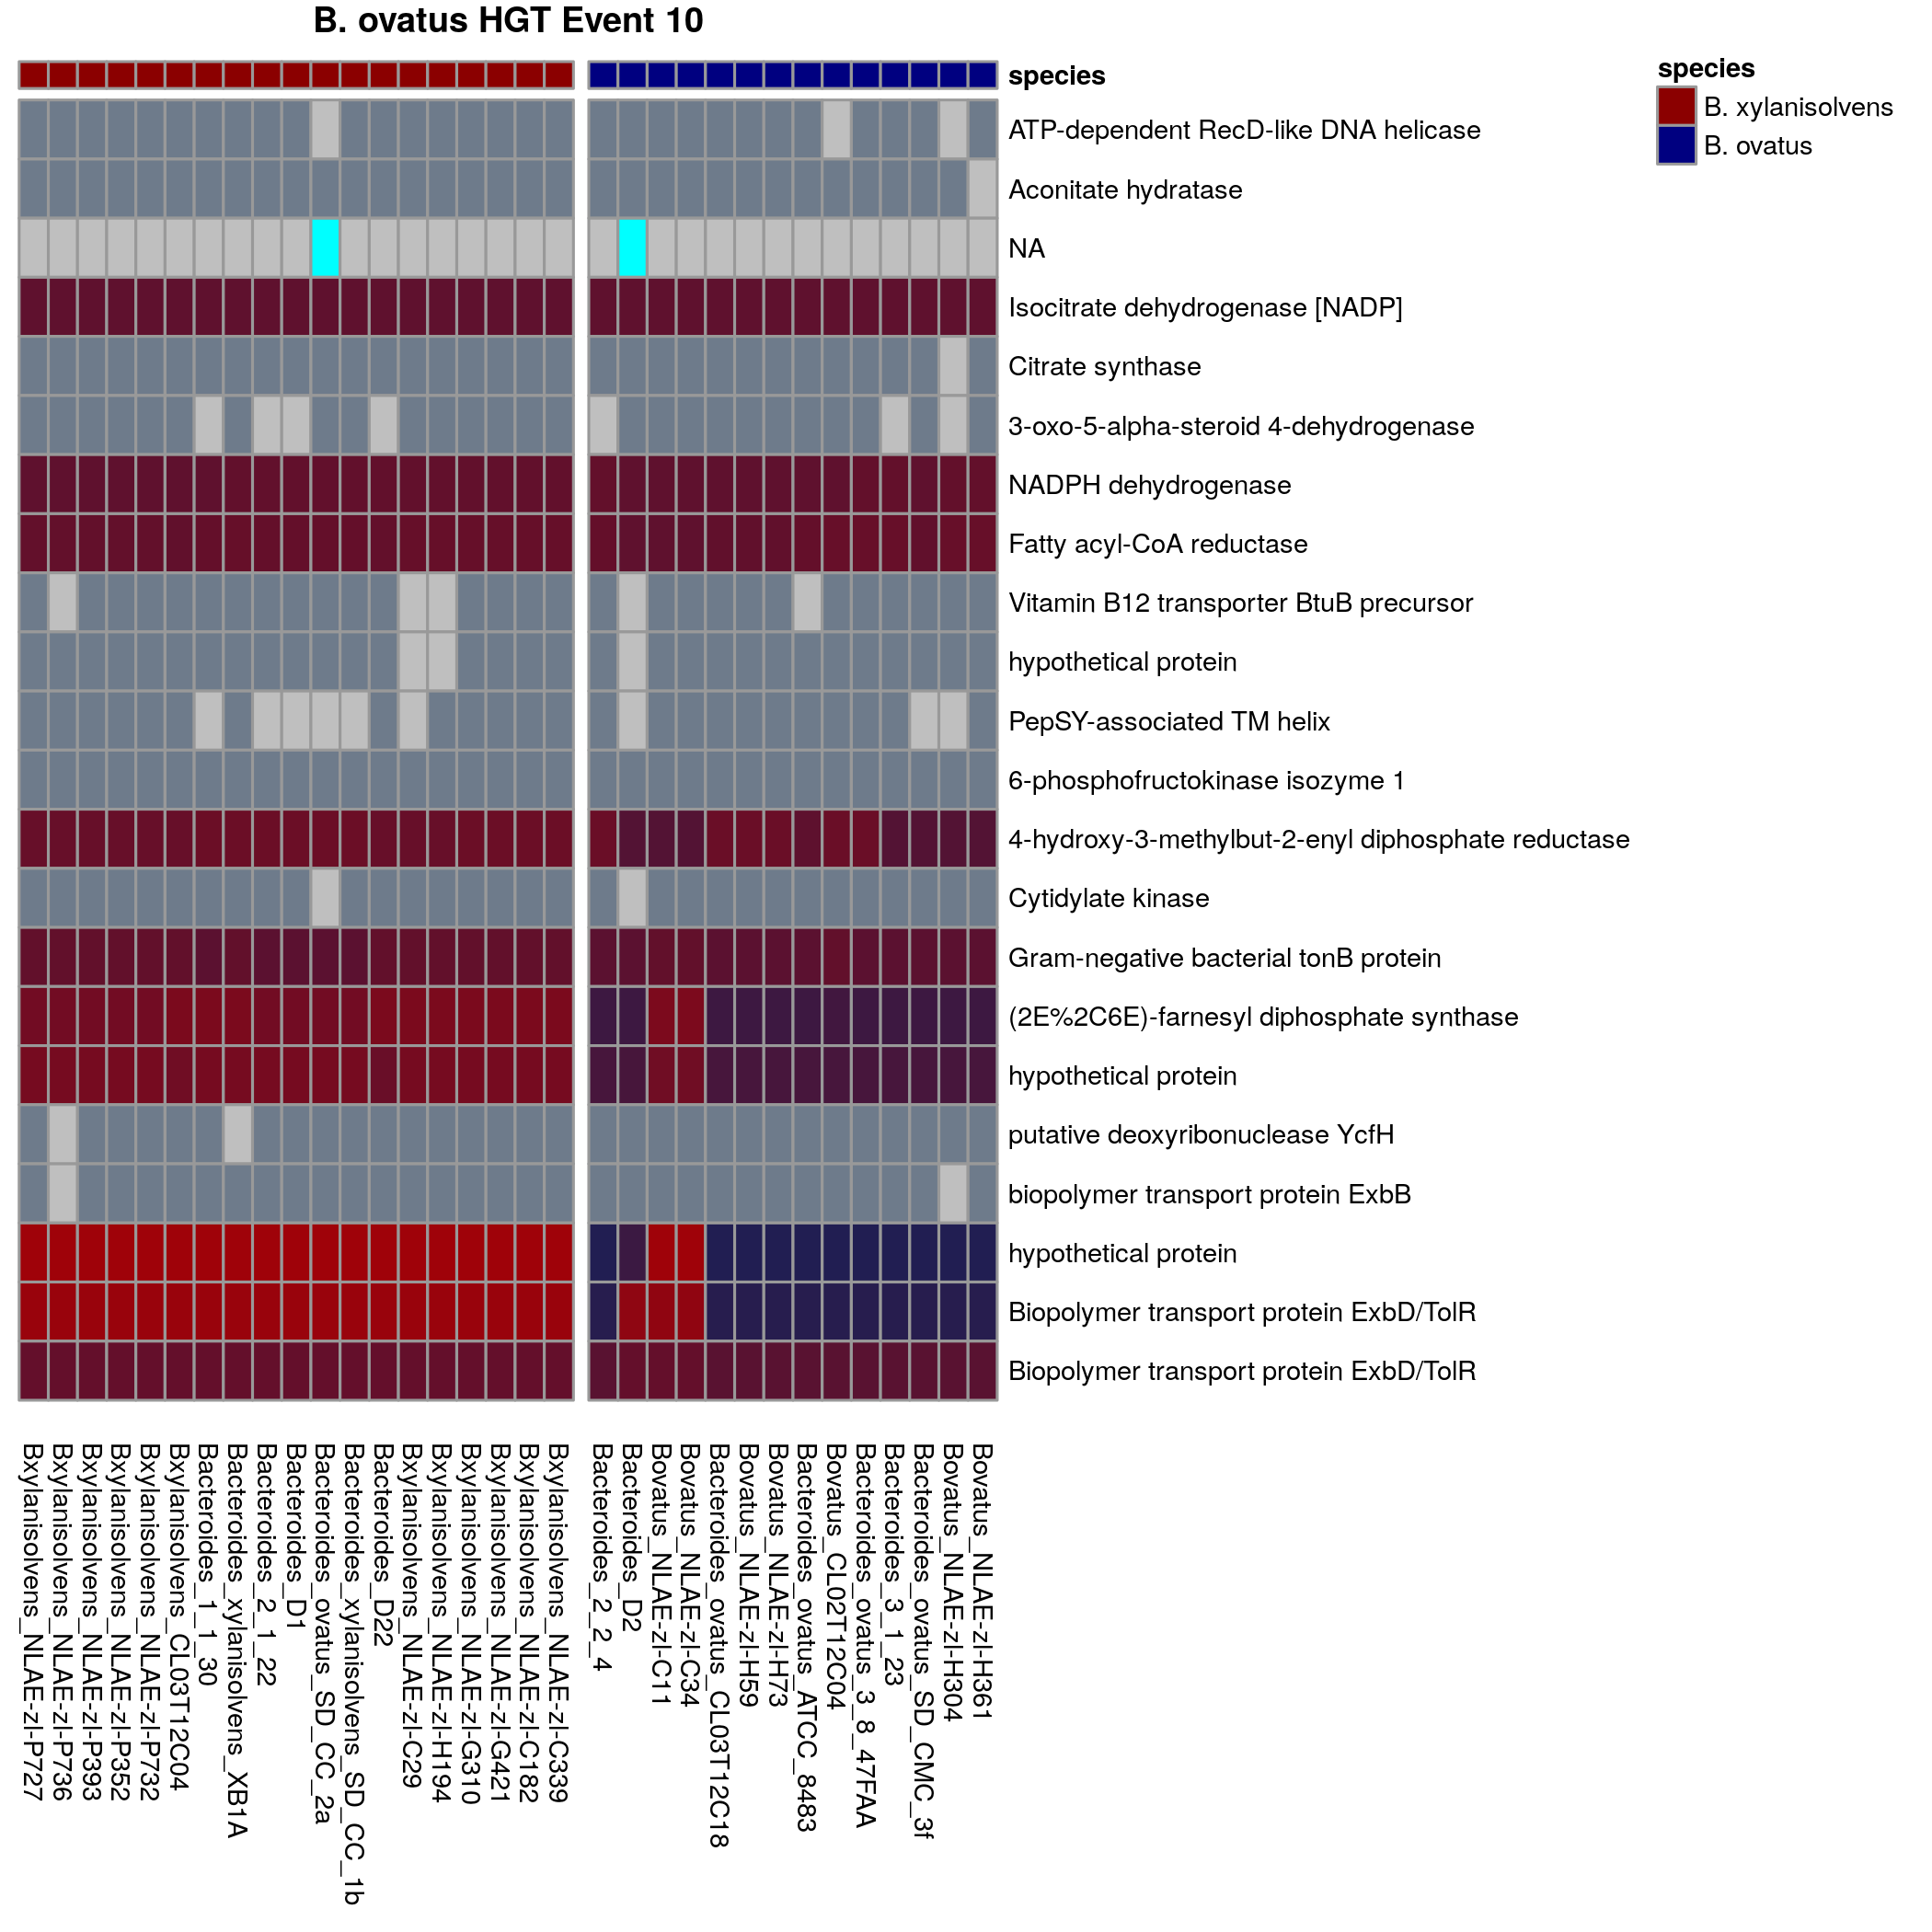 B. ovatus HGT Event 10
species
species
B. xylanisolvens
B. ovatus
ATP-dependent RecD-like DNA helicase
Aconitate hydratase
NA
Isocitrate dehydrogenase [NADP]
Citrate synthase
3-oxo-5-alpha-steroid 4-dehydrogenase
NADPH dehydrogenase
Fatty acyl-CoA reductase
Vitamin B12 transporter BtuB precursor
hypothetical protein
PepSY-associated TM helix
6-phosphofructokinase isozyme 1
4-hydroxy-3-methylbut-2-enyl diphosphate reductase
Cytidylate kinase
Gram-negative bacterial tonB protein
(2E%2C6E)-farnesyl diphosphate synthase
hypothetical protein
putative deoxyribonuclease YcfH
biopolymer transport protein ExbB
hypothetical protein
Biopolymer transport protein ExbD/TolR
Biopolymer transport protein ExbD/TolR
Bxylanisolvens_NLAE-zl-P727
Bxylanisolvens_NLAE-zl-P736
Bxylanisolvens_NLAE-zl-P393
Bxylanisolvens_NLAE-zl-P352
Bxylanisolvens_NLAE-zl-P732
Bxylanisolvens_CL03T12C04
Bacteroides_1_1_30
Bacteroides_xylanisolvens_XB1A
Bacteroides_2_1_22
Bacteroides_D1
Bacteroides_ovatus_SD_CC_2a
Bacteroides_xylanisolvens_SD_CC_1b
Bacteroides_D22
Bxylanisolvens_NLAE-zl-C29
Bxylanisolvens_NLAE-zl-H194
Bxylanisolvens_NLAE-zl-G310
Bxylanisolvens_NLAE-zl-G421
Bxylanisolvens_NLAE-zl-C182
Bxylanisolvens_NLAE-zl-C339
Bacteroides_2_2_4
Bacteroides_D2
Bovatus_NLAE-zl-C11
Bovatus_NLAE-zl-C34
Bacteroides_ovatus_CL03T12C18
Bovatus_NLAE-zl-H59
Bovatus_NLAE-zl-H73
Bacteroides_ovatus_ATCC_8483
Bovatus_CL02T12C04
Bacteroides_ovatus_3_8_47FAA
Bacteroides_3_1_23
Bacteroides_ovatus_SD_CMC_3f
Bovatus_NLAE-zl-H304
Bovatus_NLAE-zl-H361